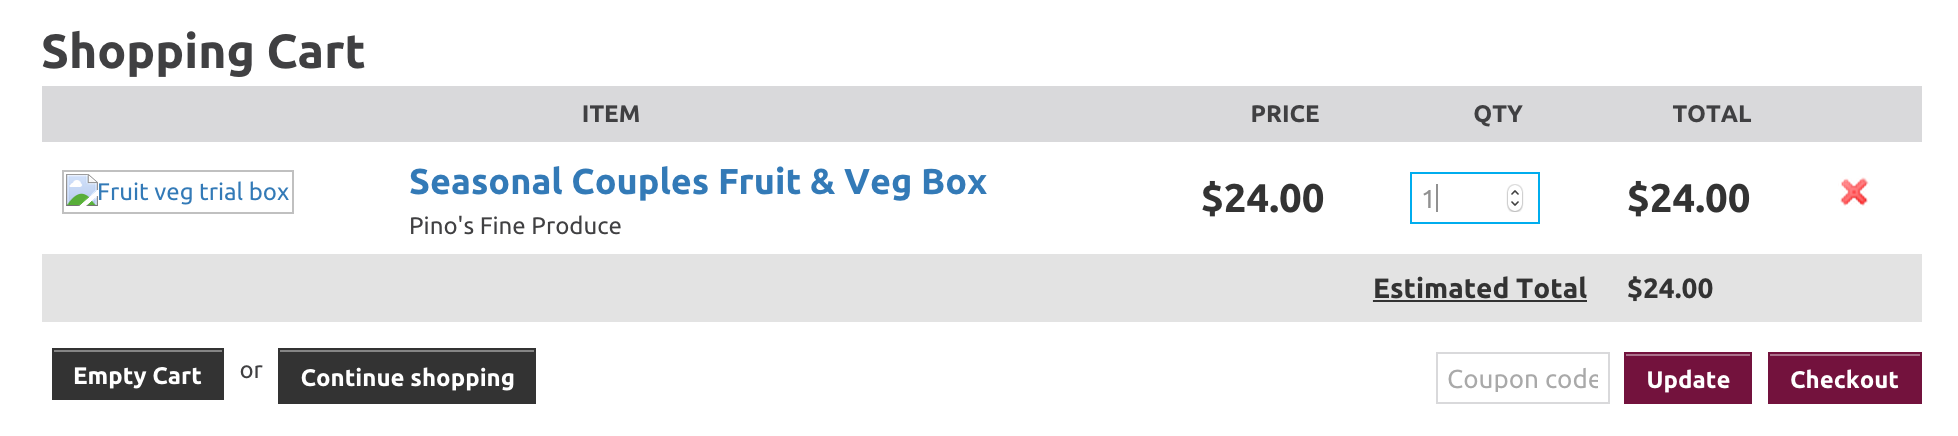 Shopping Cart
ITEM PRICE QTY TOTAL
Fruit veg trial box
Seasonal Couples Fruit & Veg Box
Pino's Fine Produce
$24.00 1 $24.00
Estimated Total $24.00
Empty Cart or Continue shopping Coupon code Update Checkout